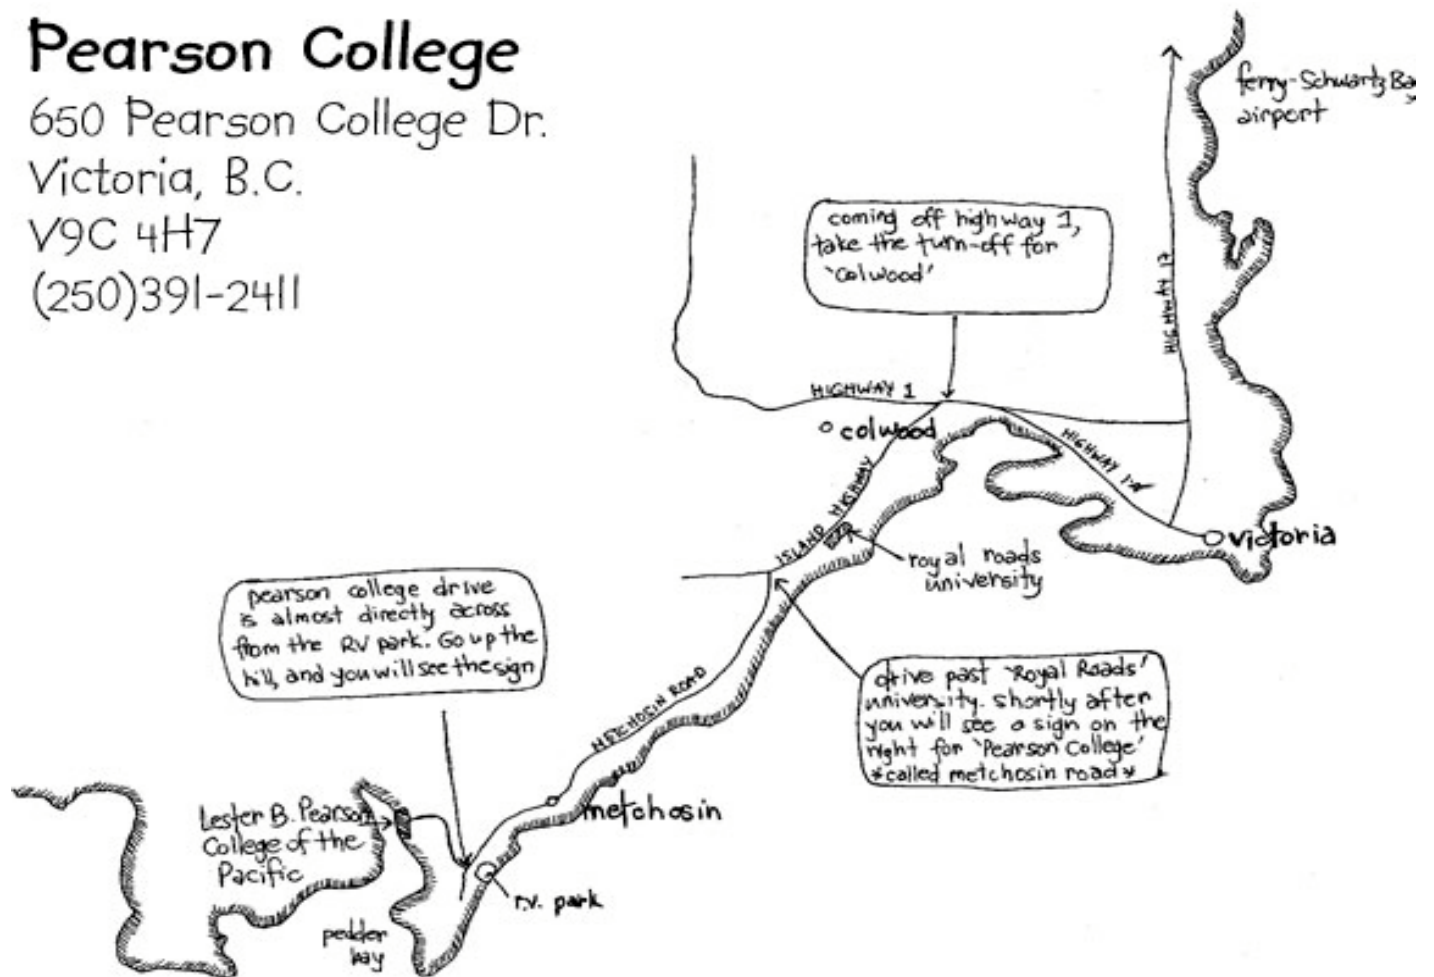 Pearson College
650 Pearson College Dr.
Victoria, B.C.
V9C 4H7
(250)391-2411
ferry-Schwartz Ba
airport
coming off highway 1,
take the turn-off for
'Colwood'
HIGHWAY 17
HIGHWAY 1
colwood
HIGHWAY 1-A
ISLAND HIGHWAY
victoria
royal roads
university
pearson college drive
is almost directly across
from the RV park. Go up the
hill, and you will see the sign
drive past 'Royal Roads'
university. shortly after
you will see a sign on the
right for 'Pearson College'
*called metchosin road*
METCHOSIN ROAD
metchosin
Lester B. Pearson
College of the
Pacific
r.v. park
pedder
bay